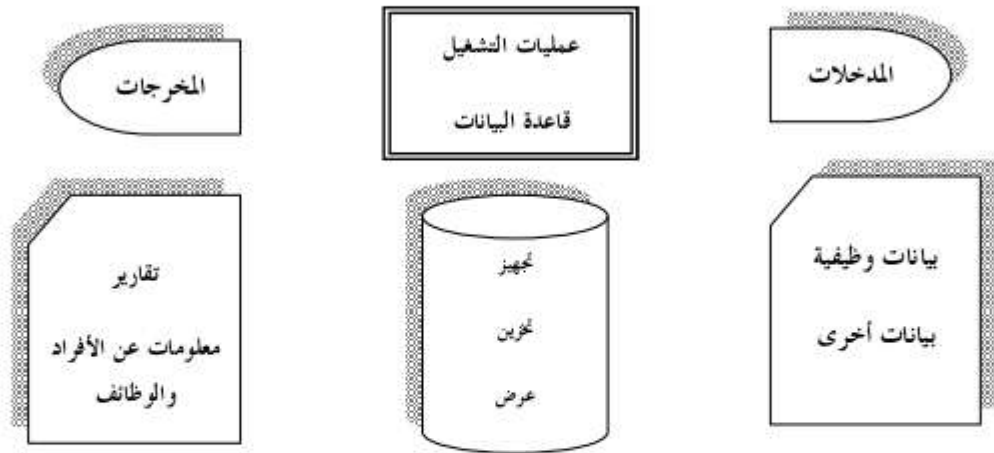 المدخلات
عمليات التشغيل
قاعدة البيانات
المخرجات
بيانات وظيفية
بيانات أخرى
تجهيز
تخزين
عرض
تقارير
معلومات عن الأفراد
والوظائف